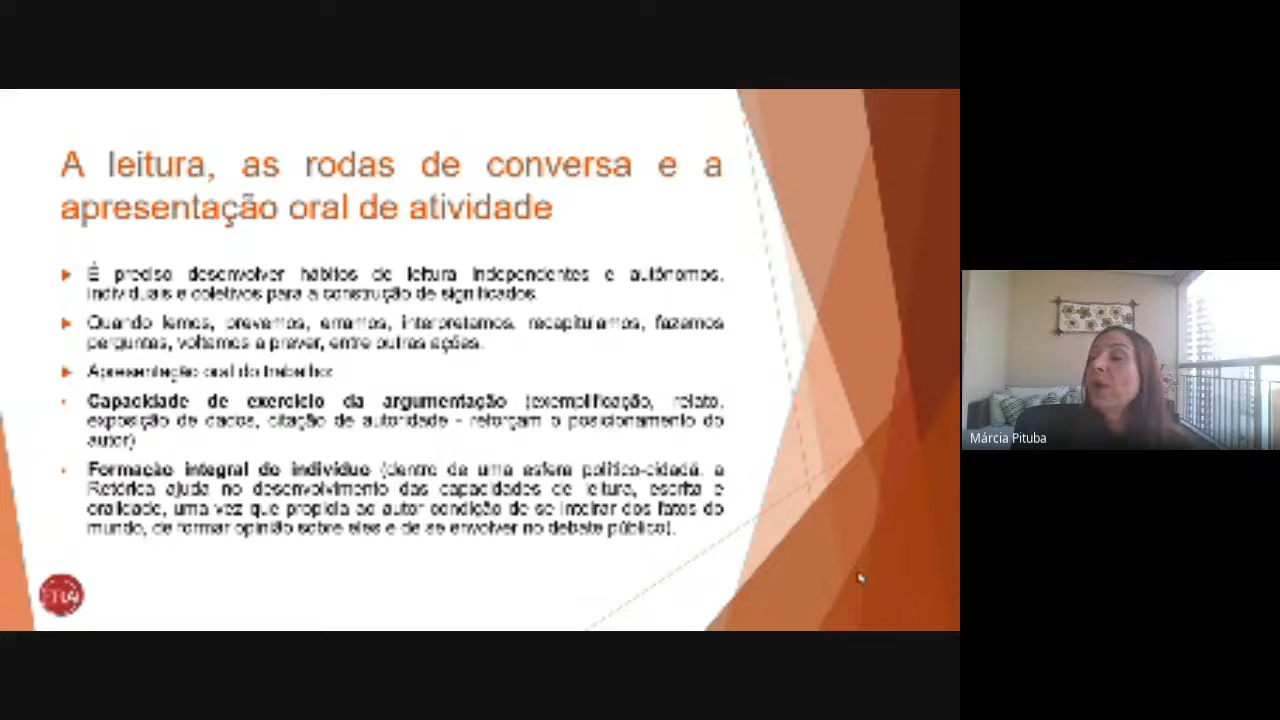 A leitura, as rodas de conversa e a
apresentação oral de atividade
É preciso desenvolver hábitos de leitura independentes e autônomos,
individuais e coletivos para a construção de significados.
Quando lemos, prevemos, erramos, interpretamos, recapitulamos, fazemos
perguntas, voltamos a prever, entre outras ações.
Apresentação oral do trabalho:
Capacidade de exercício da argumentação (exemplificação, relato,
exposição de dados, citação de autoridade - reforçam o posicionamento do
autor)
Formação integral do indivíduo (dentro de uma esfera político-cidadã, a
Retórica ajuda no desenvolvimento das capacidades de leitura, escrita e
oralidade, uma vez que propicia ao autor condição de se inteirar dos fatos do
mundo, de formar opinião sobre eles e de se envolver no debate público).
Márcia Pituba